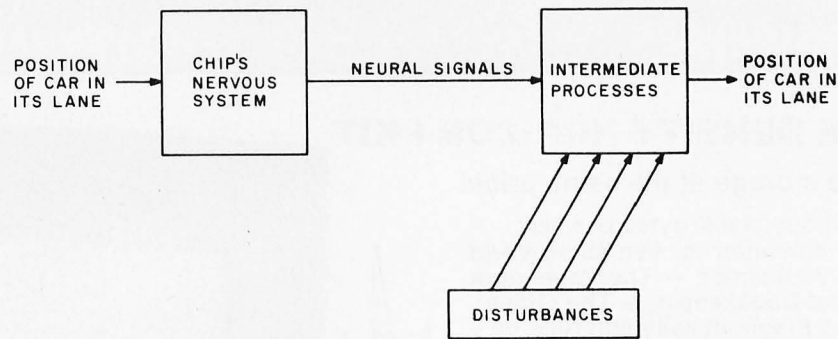 POSITION
OF CAR IN
ITS LANE
CHIP'S
NERVOUS
SYSTEM
NEURAL SIGNALS
INTERMEDIATE
PROCESSES
POSITION
OF CAR IN
ITS LANE
DISTURBANCES